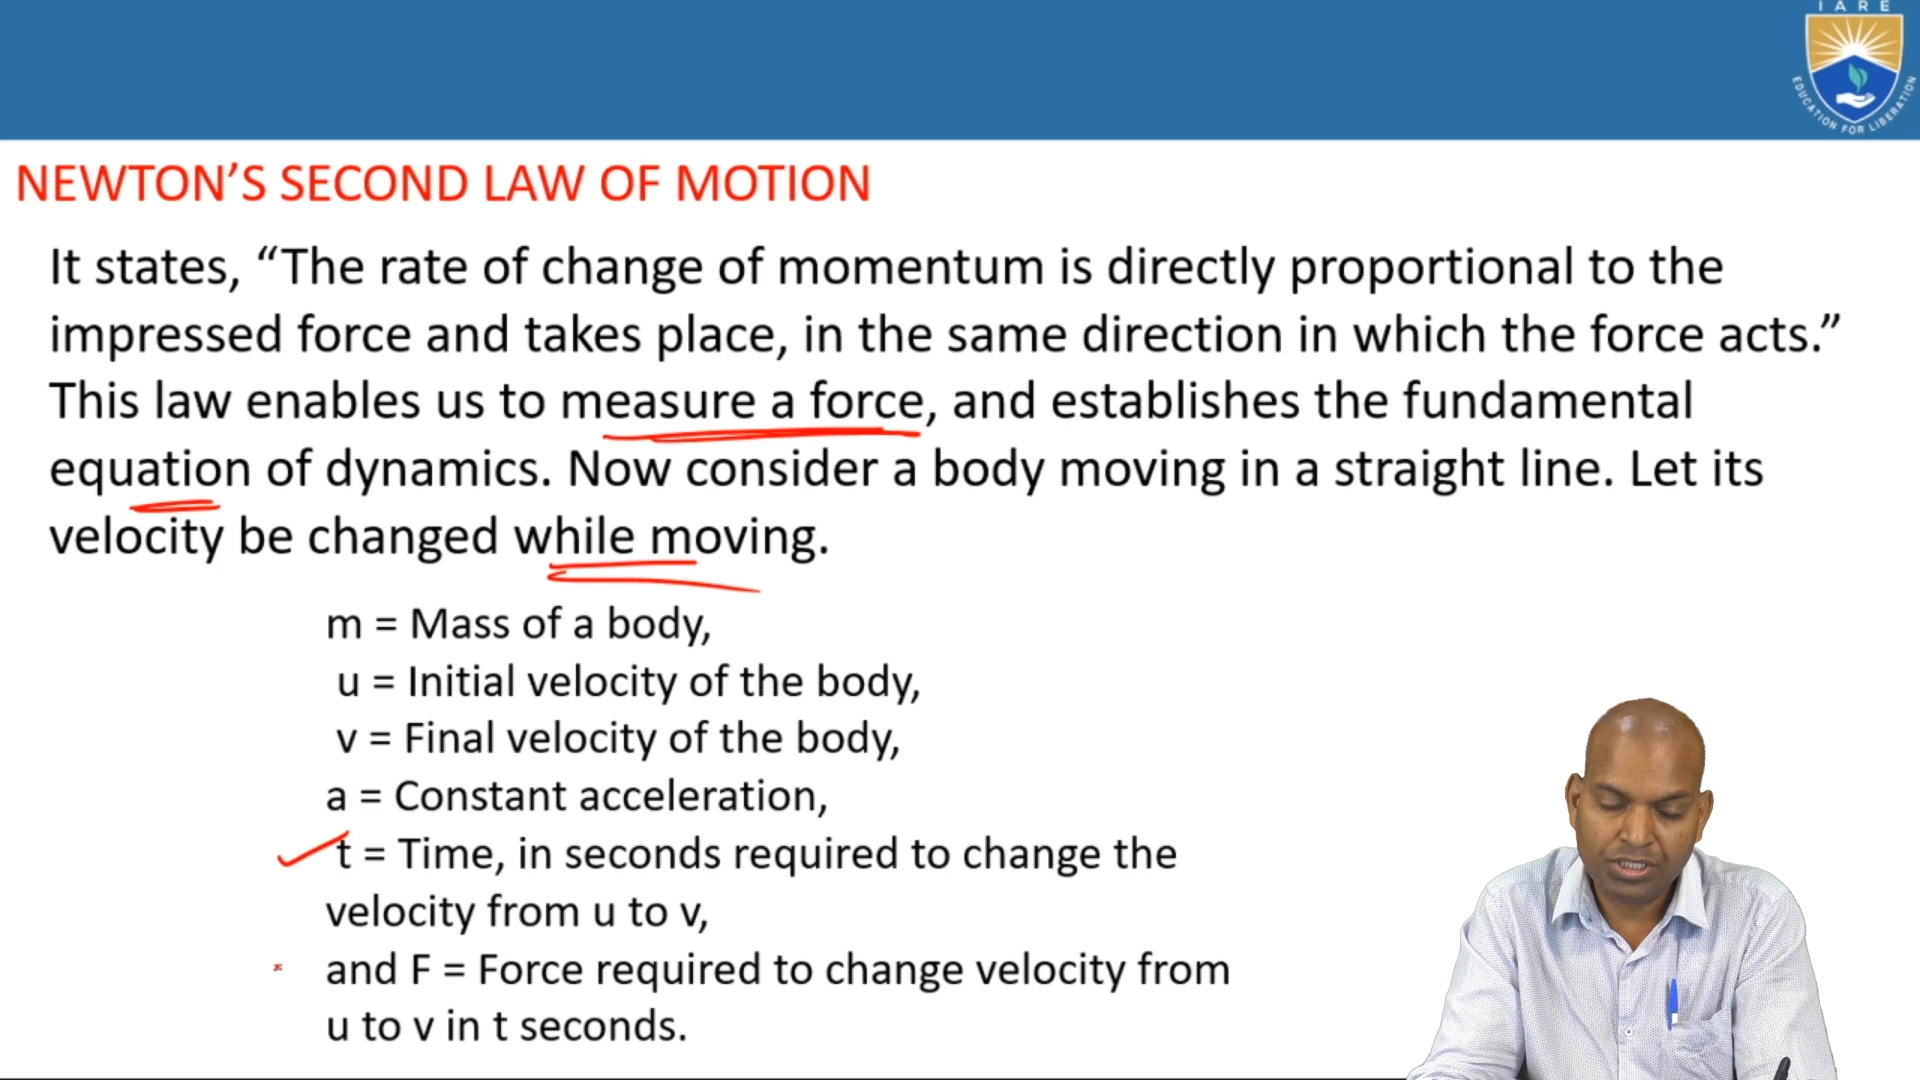 IARE
EDUCATION FOR LIBERATION
NEWTON’S SECOND LAW OF MOTION
It states, “The rate of change of momentum is directly proportional to the
impressed force and takes place, in the same direction in which the force acts.”
This law enables us to measure a force, and establishes the fundamental
equation of dynamics. Now consider a body moving in a straight line. Let its
velocity be changed while moving.
m = Mass of a body,
u = Initial velocity of the body,
v = Final velocity of the body,
a = Constant acceleration,
t = Time, in seconds required to change the
velocity from u to v,
and F = Force required to change velocity from
u to v in t seconds.